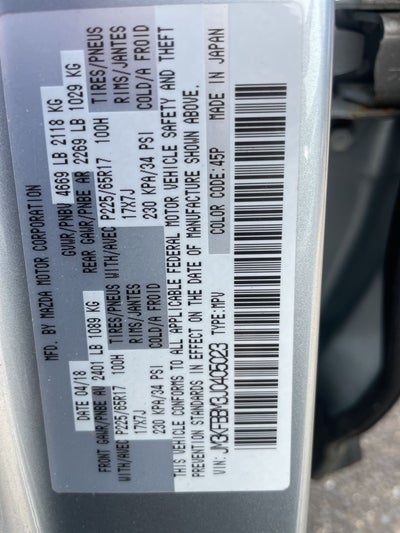 MFD. BY MAZDA MOTOR CORPORATION
DATE 04/18 GVWR/PNBV 4669 LB 2118 KG
FRONT GAWR/PNBE AV 2401 LB 1089 KG REAR GAWR/PNBE AR 2269 LB 1029 KG
WITH/AVEC P225/65R17 100H TIRES/PNEUS WITH/AVEC P225/65R17 100H TIRES/PNEUS
17X7J RIMS/JANTES 17X7J RIMS/JANTES
230 KPA/34 PSI COLD/A FROID 230 KPA/34 PSI COLD/A FROID
THIS VEHICLE CONFORMS TO ALL APPLICABLE FEDERAL MOTOR VEHICLE SAFETY AND THEFT
PREVENTION STANDARDS IN EFFECT ON THE DATE OF MANUFACTURE SHOWN ABOVE.
TYPE:MPV
COLOR CODE:45P MADE IN JAPAN